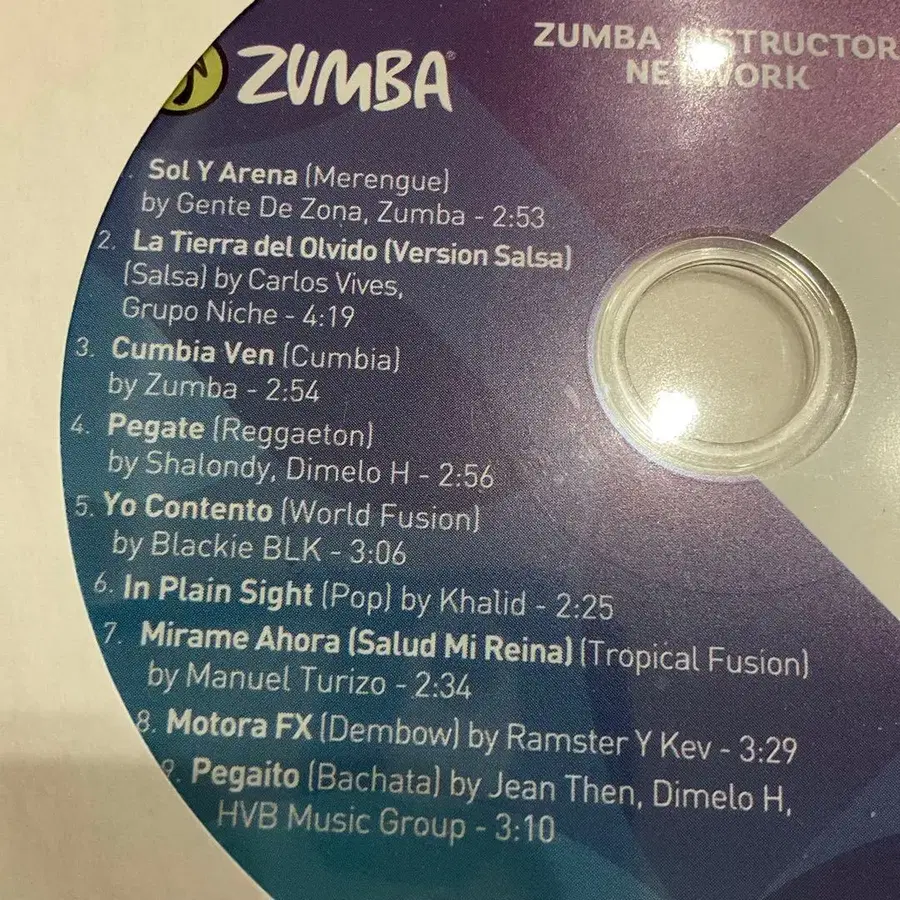 ZUMBA®
ZUMBA INSTRUCTOR
NETWORK
. Sol Y Arena (Merengue)
by Gente De Zona, Zumba - 2:53
2. La Tierra del Olvido (Version Salsa)
(Salsa) by Carlos Vives,
Grupo Niche - 4:19
3. Cumbia Ven (Cumbia)
by Zumba - 2:54
4. Pegate (Reggaeton)
by Shalondy, Dimelo H - 2:56
5. Yo Contento (World Fusion)
by Blackie BLK - 3:06
6. In Plain Sight (Pop) by Khalid - 2:25
7. Mirame Ahora (Salud Mi Reina) (Tropical Fusion)
by Manuel Turizo - 2:34
8. Motora FX (Dembow) by Ramster Y Kev - 3:29
9. Pegaito (Bachata) by Jean Then, Dimelo H,
HVB Music Group - 3:10